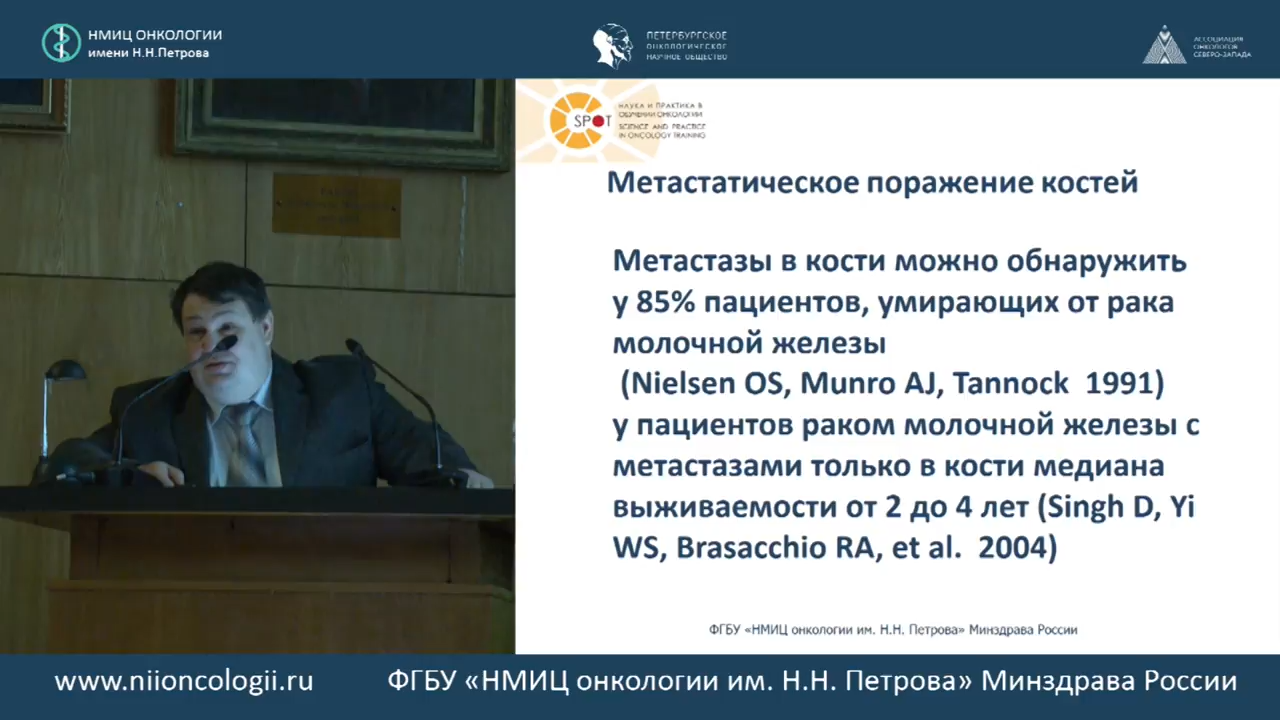 НМИЦ ОНКОЛОГИИ
имени Н.Н.Петрова
ПЕТЕРБУРГСКОЕ
ОНКОЛОГИЧЕСКОЕ
НАУЧНОЕ ОБЩЕСТВО
АССОЦИАЦИЯ
ОНКОЛОГОВ
СЕВЕРО-ЗАПАДА
SPOT
НАУКА И ПРАКТИКА В
ОБУЧЕНИИ ОНКОЛОГИИ
SCIENCE AND PRACTICE
IN ONCOLOGY TRAINING
Метастатическое поражение костей
Метастазы в кости можно обнаружить
у 85% пациентов, умирающих от рака
молочной железы
(Nielsen OS, Munro AJ, Tannock 1991)
у пациентов раком молочной железы с
метастазами только в кости медиана
выживаемости от 2 до 4 лет (Singh D, Yi
WS, Brasacchio RA, et al. 2004)
ФГБУ «НМИЦ онкологии им. Н.Н. Петрова» Минздрава России
www.niioncologii.ru
ФГБУ «НМИЦ онкологии им. Н.Н. Петрова» Минздрава России